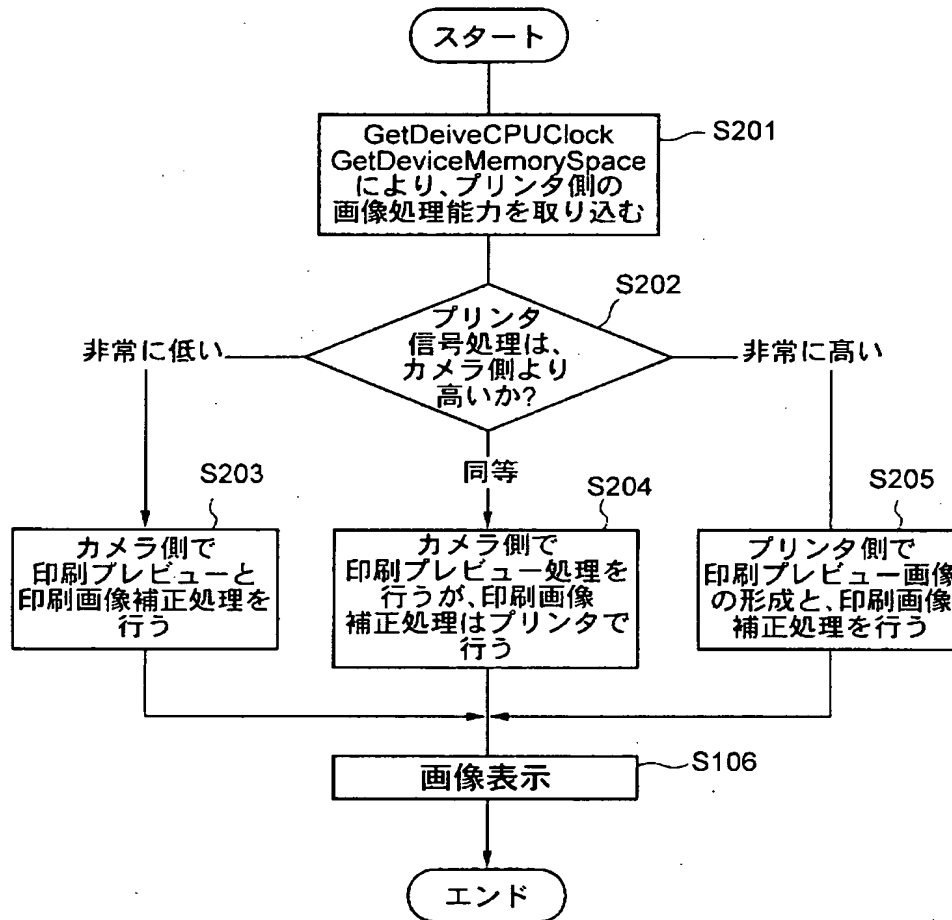 スタート
GetDeiveCPUClock
GetDeviceMemorySpace
により、プリンタ側の
画像処理能力を取り込む
S201
プリンタ
信号処理は、
カメラ側より
高いか?
S202
非常に低い
同等
非常に高い
S203
カメラ側で
印刷プレビューと
印刷画像補正処理を
行う
S204
カメラ側で
印刷プレビュー処理を
行うが、印刷画像
補正処理はプリンタで
行う
S205
プリンタ側で
印刷プレビュー画像
の形成と、印刷画像
補正処理を行う
画像表示
S106
エンド